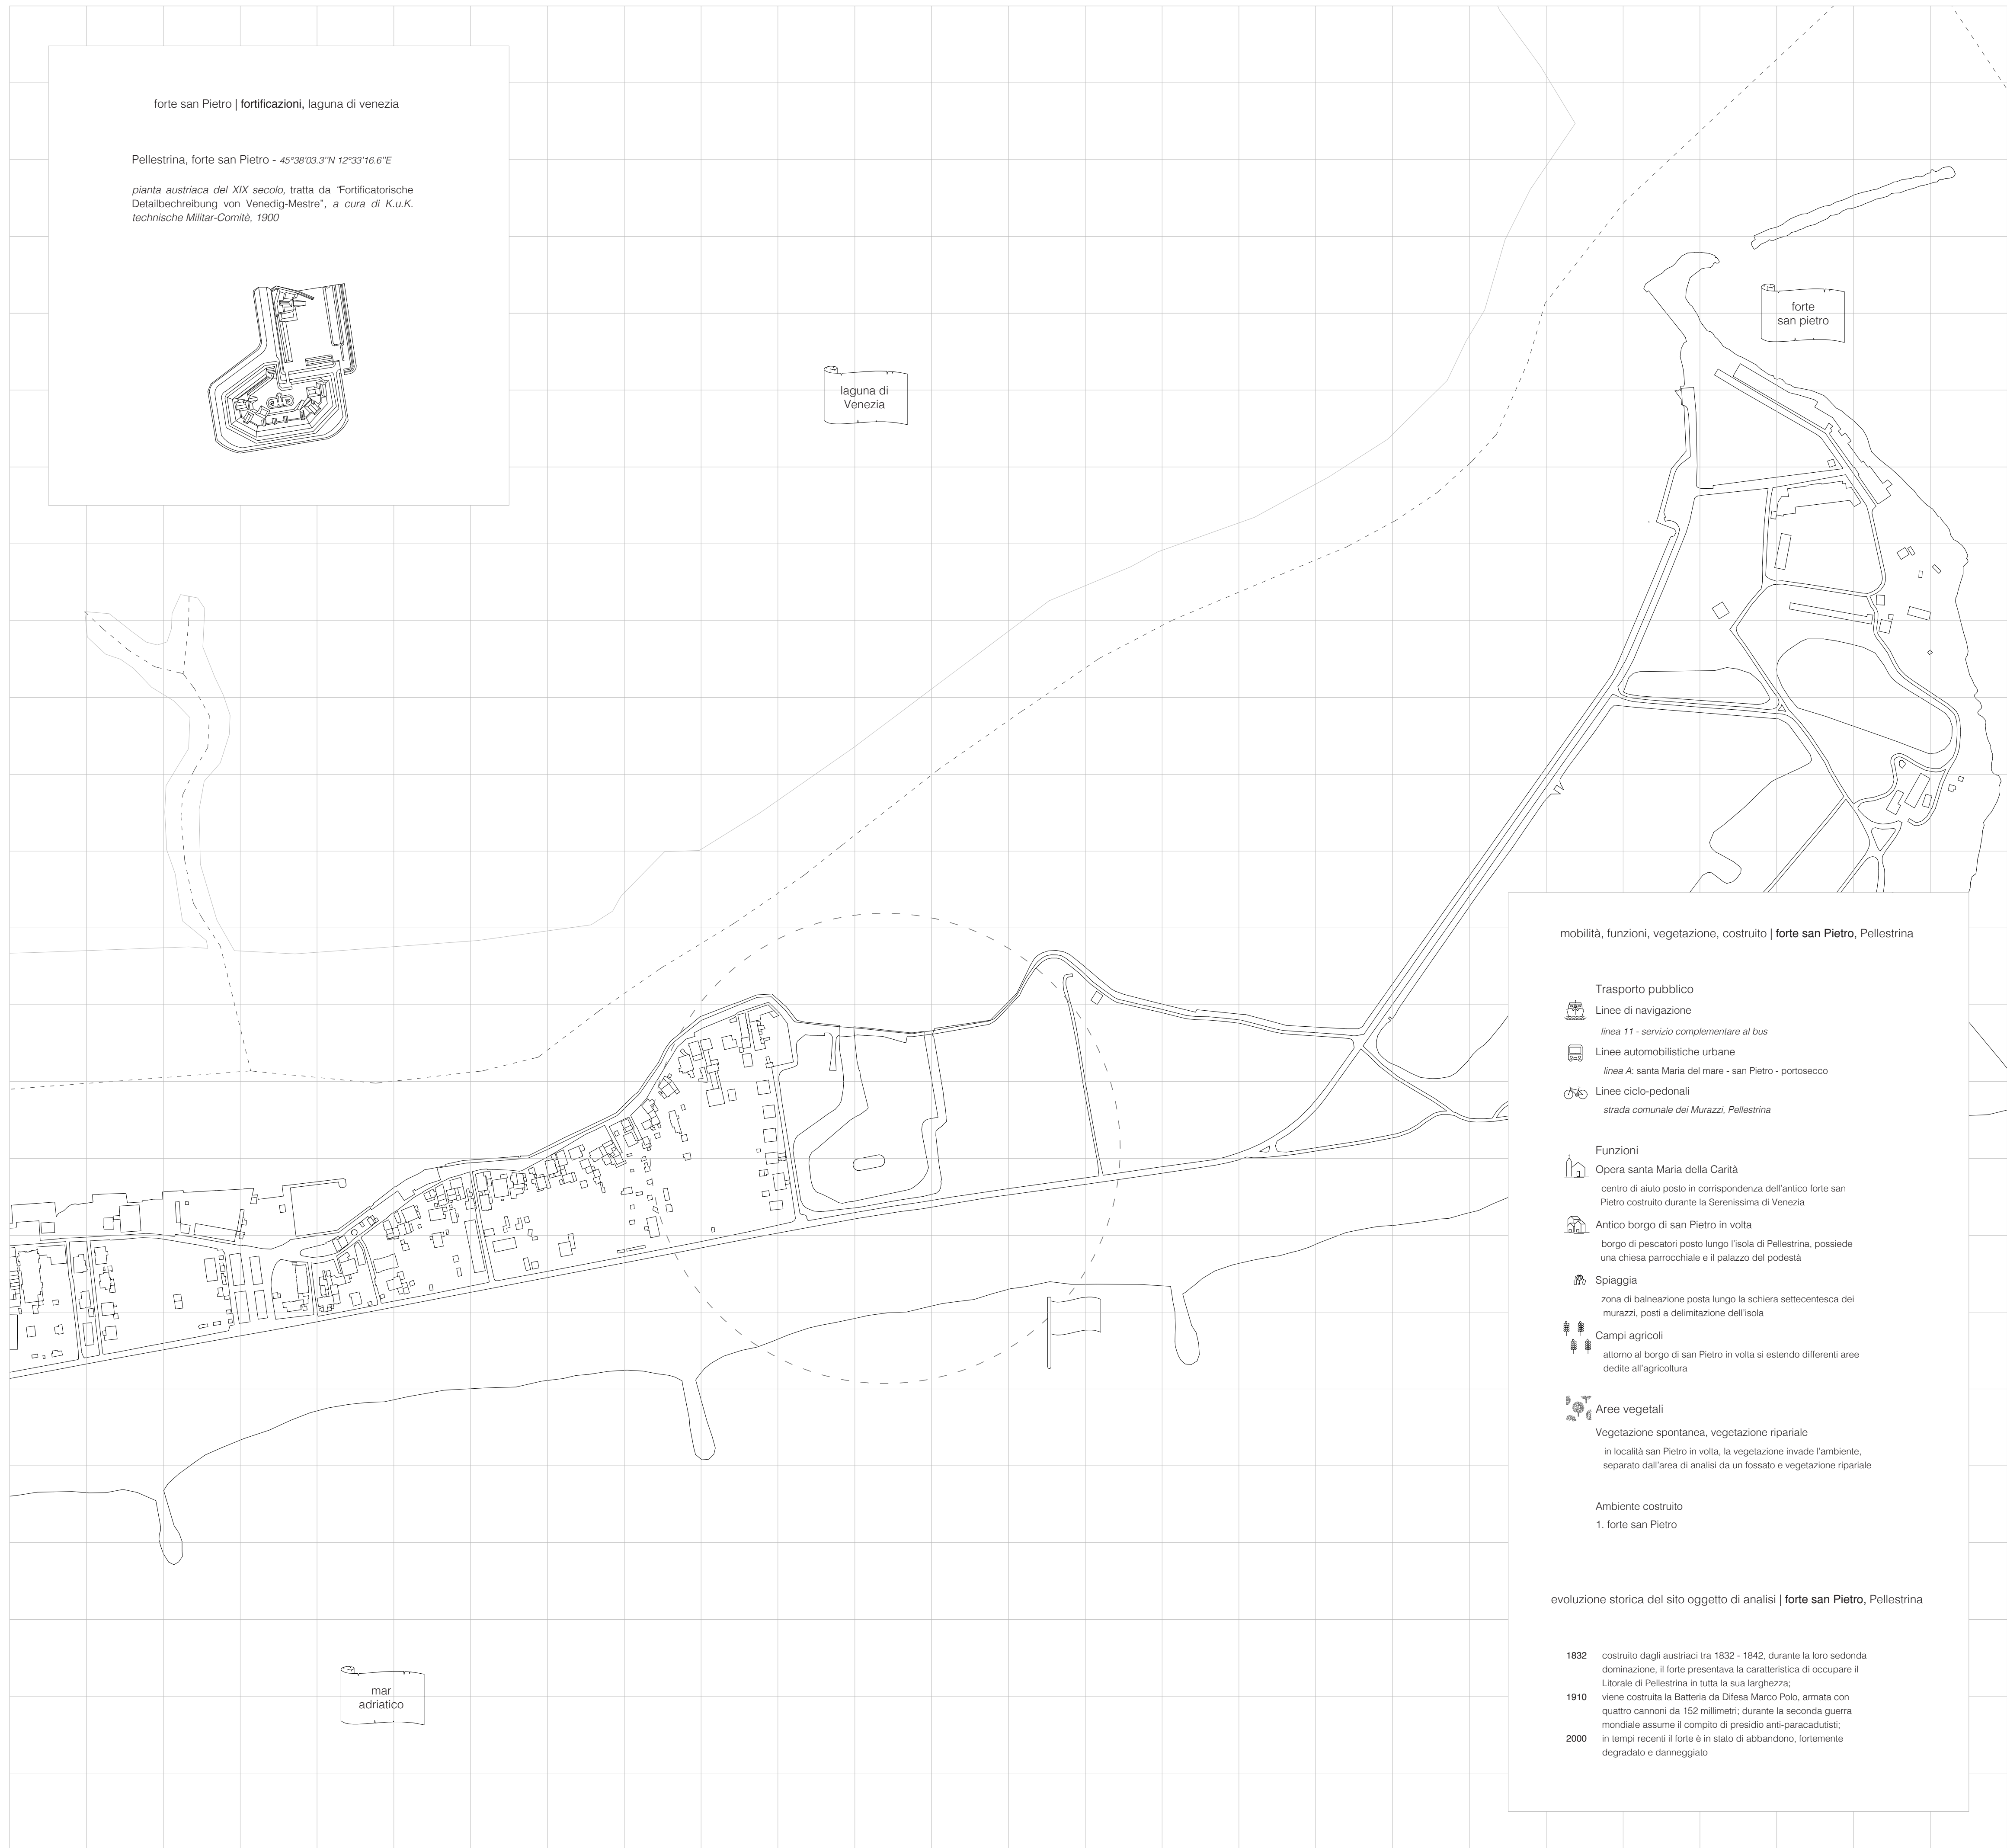 forte san Pietro | fortificazioni, laguna di venezia
Pellestrina, forte san Pietro - 45°38'03.3''N 12°33'16.6''E
pianta austriaca del XIX secolo, tratta da “Fortificatorische
Detailbechreibung von Venedig-Mestre”, a cura di K.u.K.
technische Militar-Comitè, 1900
forte
san pietro
laguna di
Venezia
mar
adriatico
mobilità, funzioni, vegetazione, costruito | forte san Pietro, Pellestrina
Trasporto pubblico
Linee di navigazione
linea 11 - servizio complementare al bus
Linee automobilistiche urbane
linea A: santa Maria del mare - san Pietro - portosecco
Linee ciclo-pedonali
strada comunale dei Murazzi, Pellestrina
Funzioni
Opera santa Maria della Carità
centro di aiuto posto in corrispondenza dell'antico forte san
Pietro costruito durante la Serenissima di Venezia
Antico borgo di san Pietro in volta
borgo di pescatori posto lungo l'isola di Pellestrina, possiede
una chiesa parrocchiale e il palazzo del podestà
Spiaggia
zona di balneazione posta lungo la schiera settecentesca dei
murazzi, posti a delimitazione dell'isola
Campi agricoli
attorno al borgo di san Pietro in volta si estendo differenti aree
dedite all'agricoltura
Aree vegetali
Vegetazione spontanea, vegetazione ripariale
in località san Pietro in volta, la vegetazione invade l'ambiente,
separato dall'area di analisi da un fossato e vegetazione ripariale
Ambiente costruito
1. forte san Pietro
evoluzione storica del sito oggetto di analisi | forte san Pietro, Pellestrina
1832 costruito dagli austriaci tra 1832 - 1842, durante la loro sedonda
dominazione, il forte presentava la caratteristica di occupare il
Litorale di Pellestrina in tutta la sua larghezza;
1910 viene costruita la Batteria da Difesa Marco Polo, armata con
quattro cannoni da 152 millimetri; durante la seconda guerra
mondiale assume il compito di presidio anti-paracadutisti;
2000 in tempi recenti il forte è in stato di abbandono, fortemente
degradato e danneggiato